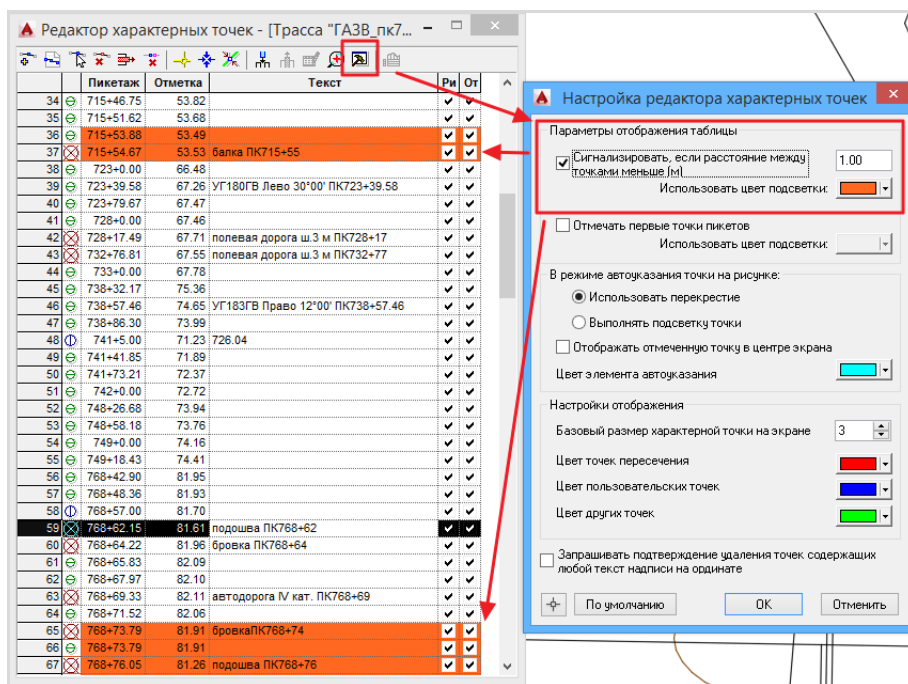 Редактор характерных точек - [Трасса "ГАЗВ_пк7...
Пикетаж Отметка Текст Ри От
34 715+46.75 53.82
35 715+51.62 53.68
36 715+53.88 53.49
37 715+54.67 53.53 балка ПК715+55
38 723+0.00 66.48
39 723+39.58 67.26 УГ180ГВ Лево 30°00' ПК723+39.58
40 723+79.67 67.47
41 728+0.00 67.46
42 728+17.49 67.71 полевая дорога ш.3 м ПК728+17
43 732+76.81 67.55 полевая дорога ш.3 м ПК732+77
44 733+0.00 67.78
45 738+32.17 75.36
46 738+57.46 74.65 УГ183ГВ Право 12°00' ПК738+57.46
47 738+86.30 73.99
48 741+5.00 71.23 726.04
49 741+41.85 71.89
50 741+73.21 72.37
51 742+0.00 72.72
52 748+26.68 73.94
53 748+58.18 73.76
54 749+0.00 74.16
55 749+18.43 74.41
56 768+42.90 81.95
57 768+48.36 81.93
58 768+57.00 81.70
59 768+62.15 81.61 подошва ПК768+62
60 768+64.22 81.96 бровка ПК768+64
61 768+65.83 82.09
62 768+67.97 82.10
63 768+69.33 82.11 автодорога IV кат. ПК768+69
64 768+71.52 82.06
65 768+73.79 81.91 бровкаПК768+74
66 768+73.79 81.91
67 768+76.05 81.26 подошва ПК768+76
Настройка редактора характерных точек
Параметры отображения таблицы
Сигнализировать, если расстояние между
точками меньше [м] 1.00
Использовать цвет подсветки:
Отмечать первые точки пикетов
Использовать цвет подсветки:
В режиме автоуказания точки на рисунке:
Использовать перекрестие
Выполнять подсветку точки
Отображать отмеченную точку в центре экрана
Цвет элемента автоуказания
Настройки отображения
Базовый размер характерной точки на экране 3
Цвет точек пересечения
Цвет пользовательских точек
Цвет других точек
Запрашивать подтверждение удаления точек содержащих
любой текст надписи на ординате
По умолчанию OK Отменить